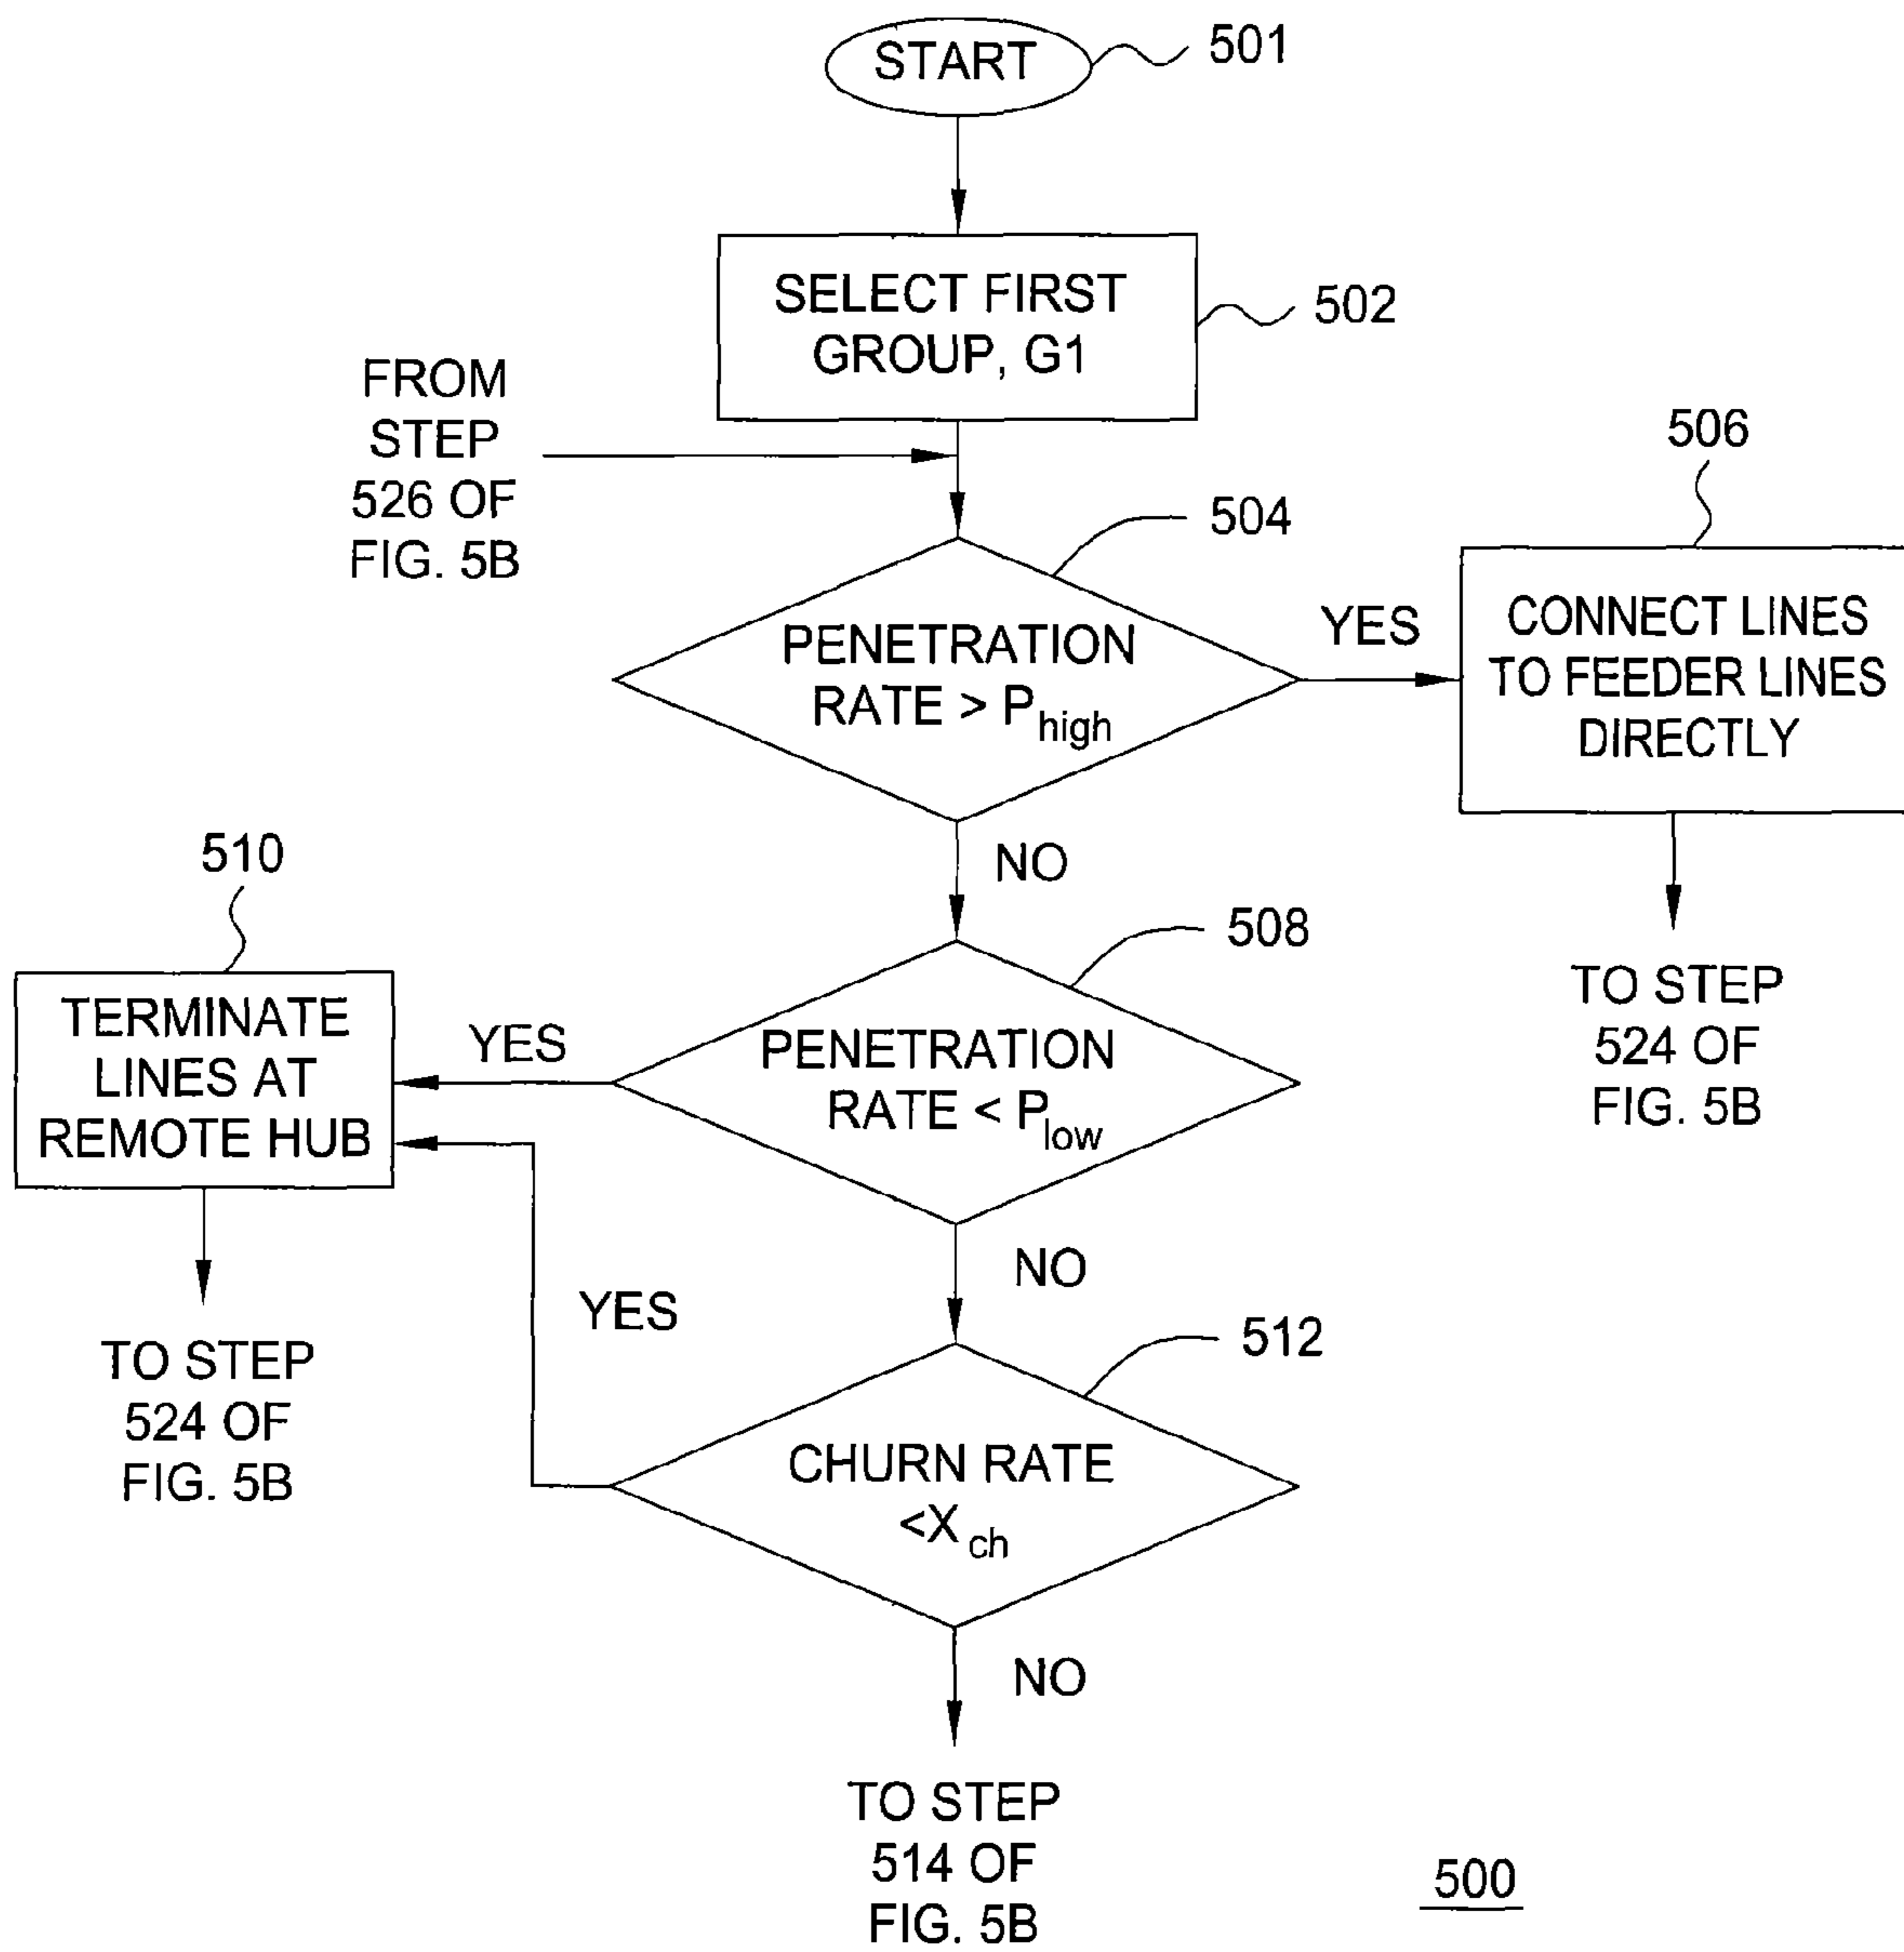 START
501
SELECT FIRST
GROUP, G1
502
FROM
STEP
526 OF
FIG. 5B
504
PENETRATION
RATE > Phigh
YES
506
CONNECT LINES
TO FEEDER LINES
DIRECTLY
TO STEP
524 OF
FIG. 5B
NO
508
PENETRATION
RATE < Plow
YES
510
TERMINATE
LINES AT
REMOTE HUB
TO STEP
524 OF
FIG. 5B
NO
YES
512
CHURN RATE
<Xch
NO
TO STEP
514 OF
FIG. 5B
500